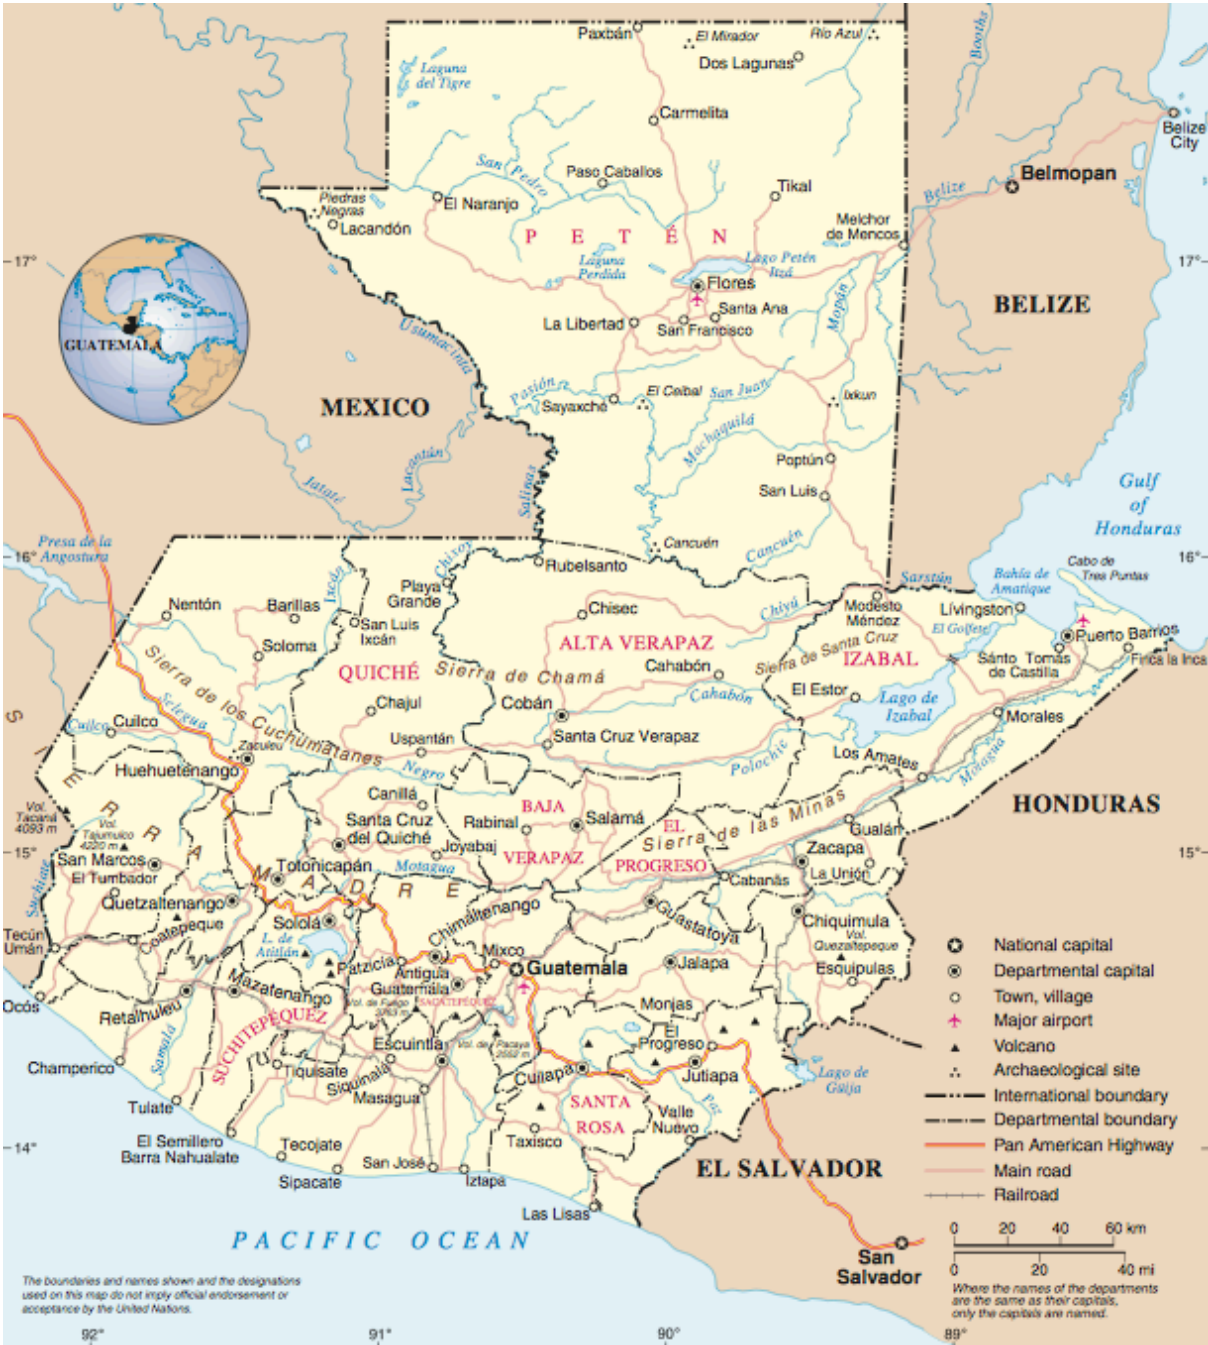 Paxbán
El Mirador
Río Azul
Dos Lagunas
Booths
Laguna
del Tigre
Carmelita
Belize
City
San Pedro
Paso Caballos
Tikal
Belize
Belmopan
Piedras
Negras
El Naranjo
Lacandón
Melchor
de Mencos
PETÉN
Laguna
Perdida
Lago Petén
Itzá
17°
17°
Flores
Santa Ana
San Francisco
La Libertad
Mopán
BELIZE
GUATEMALA
Usumacinta
MEXICO
Pasión
Sayaxché
El Ceibal
San Juan
Ixkun
Machaquilá
Poptún
San Luis
Lacantún
Jataté
Salinas
Gulf
of
Honduras
Presa de la
Angostura
16°
16°
Cancuén
Cancuén
Chixoy
Rubelsanto
Sarstún
Bahía de
Amatique
Cabo de
Tres Puntas
Ixcán
Playa
Grande
Nentón
Barillas
San Luis
Ixcán
Chisec
Chiyú
Modesto
Méndez
Lívingston
El Golfete
Puerto Barrios
Soloma
ALTA VERAPAZ
Sierra de Santa Cruz
IZABAL
Sánto Tomás
de Castilla
Finca la Inca
QUICHÉ
Sierra de Chamá
Cahabón
Cahabón
El Estor
Lago de
Izabal
Sierra de los Cuchumatanes
Selegua
Chajul
Cobán
Morales
Cuilco
Cuilco
Uspantán
Santa Cruz Verapaz
Polochic
Los Amates
Motagua
Zaculeu
Huehueténango
Negro
SIERRA MADRE
Canillá
BAJA
VERAPAZ
Salamá
Rabinal
EL
PROGRESO
Sierra de las Minas
HONDURAS
Vol.
Tacaná
4093 m
Vol.
Tajumulco
4220 m
Santa Cruz
del Quiché
Joyabaj
Gualán
15°
15°
San Marcos
El Tumbador
Totonicapán
Motagua
Zacapa
La Unión
Cabanās
Suchiate
Quetzaltenango
Coatepeque
Sololá
Chimaltenango
Guastatoya
Chiquimula
Vol.
Quezaltepeque
Tecún
Umán
L. de
Atitlán
Patzicía
Mixco
Guatemala
Jalapa
Esquipulas
Antigua
Guatemala
Ocós
Retalhuleu
Mazatenango
Vol. de Fuego
3763 m
SACATEPÉQUEZ
Monjas
SUCHITEPÉQUEZ
Samalá
Escuintla
Vol. de Pacaya
2552 m
El
Progreso
Champerico
Tiquisate
Siquinala
Masagua
Cuilapa
Jutiapa
Lago de
Güija
Tulate
SANTA
ROSA
Paz
Valle
Nuevo
El Semillero
Barra Nahualate
Tecojate
Taxisco
14°
San José
Iztapa
Sipacate
EL SALVADOR
Las Lisas
PACIFIC OCEAN
San
Salvador
National capital
Departmental capital
Town, village
Major airport
Volcano
Archaeological site
International boundary
Departmental boundary
Pan American Highway
Main road
Railroad
0 20 40 60 km
0 20 40 mi
Where the names of the departments
are the same as their capitals,
only the capitals are named.
The boundaries and names shown and the designations
used on this map do not imply official endorsement or
acceptance by the United Nations.
92° 91° 90° 89°